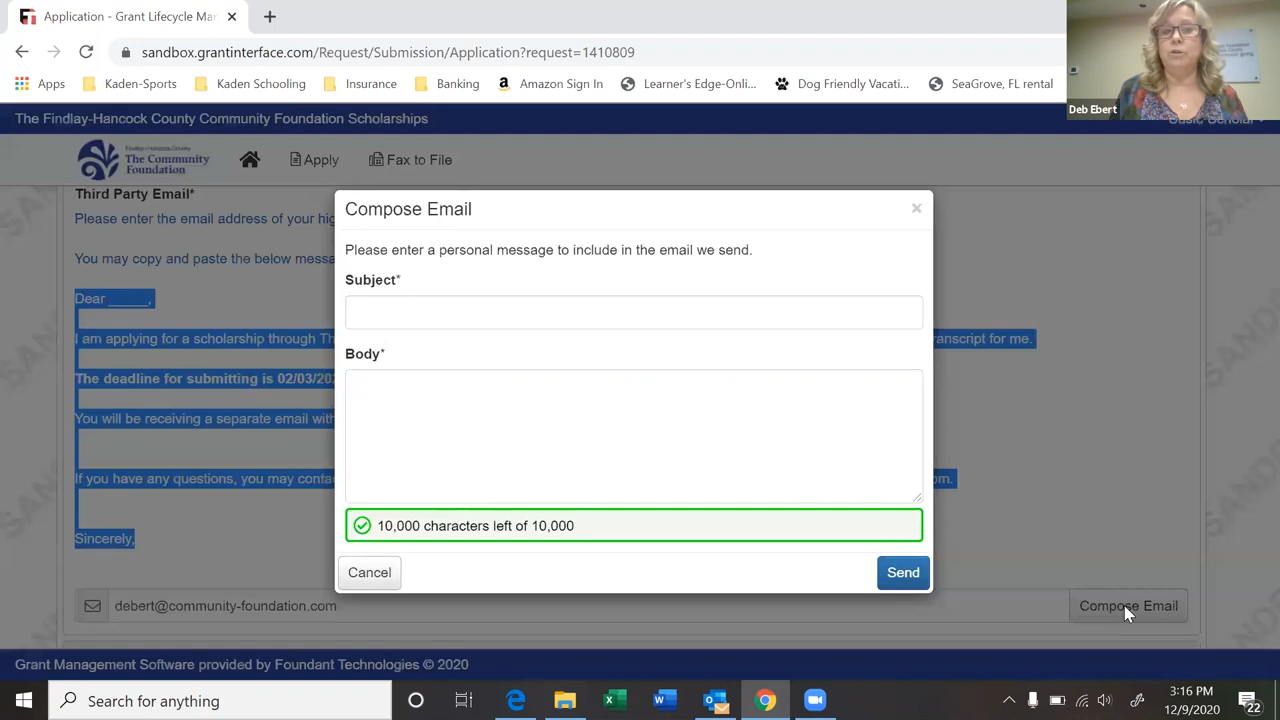 Application - Grant Lifecycle Mar
sandbox.grantinterface.com/Request/Submission/Application?request=1410809
Apps Kaden-Sports Kaden Schooling Insurance Banking Amazon Sign In Learner's Edge-Onli... Dog Friendly Vacati... SeaGrove, FL rental
Deb Ebert
The Findlay-Hancock County Community Foundation Scholarships
The Community
Foundation
Apply Fax to File
Third Party Email*
Please enter the email address of your hig
You may copy and paste the below messa
Dear _____,
I am applying for a scholarship through Th
anscript for me.
The deadline for submitting is 02/03/20
You will be receiving a separate email with
If you have any questions, you may contac
om.
Sincerely,
Compose Email
Please enter a personal message to include in the email we send.
Subject*
Body*
10,000 characters left of 10,000
Cancel Send
debert@community-foundation.com Compose Email
Grant Management Software provided by Foundant Technologies © 2020
Search for anything
3:16 PM
12/9/2020
22